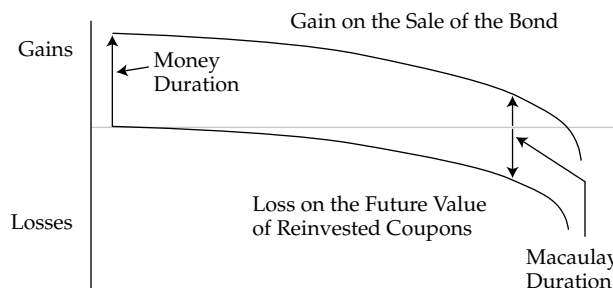 Gain on the Sale of the Bond
Gains
Money
Duration
Loss on the Future Value
of Reinvested Coupons
Losses
Macaulay
Duration